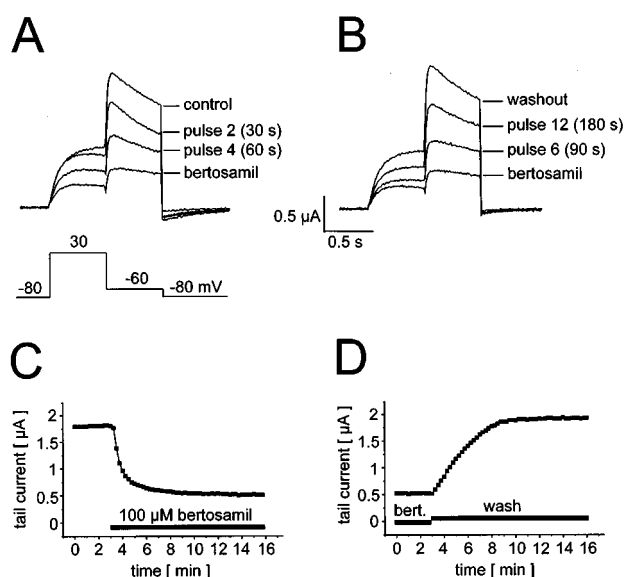 A
control
pulse 2 (30 s)
pulse 4 (60 s)
bertosamil
B
washout
pulse 12 (180 s)
pulse 6 (90 s)
bertosamil
0.5 µA
0.5 s
30
-80
-60
-80 mV
C
tail current [ µA ]
2
1.5
1
0.5
0
100 µM bertosamil
0 2 4 6 8 10 12 14 16
time [ min ]
D
tail current [ µA ]
2
1.5
1
0.5
0
bert.
wash
0 2 4 6 8 10 12 14 16
time [ min ]